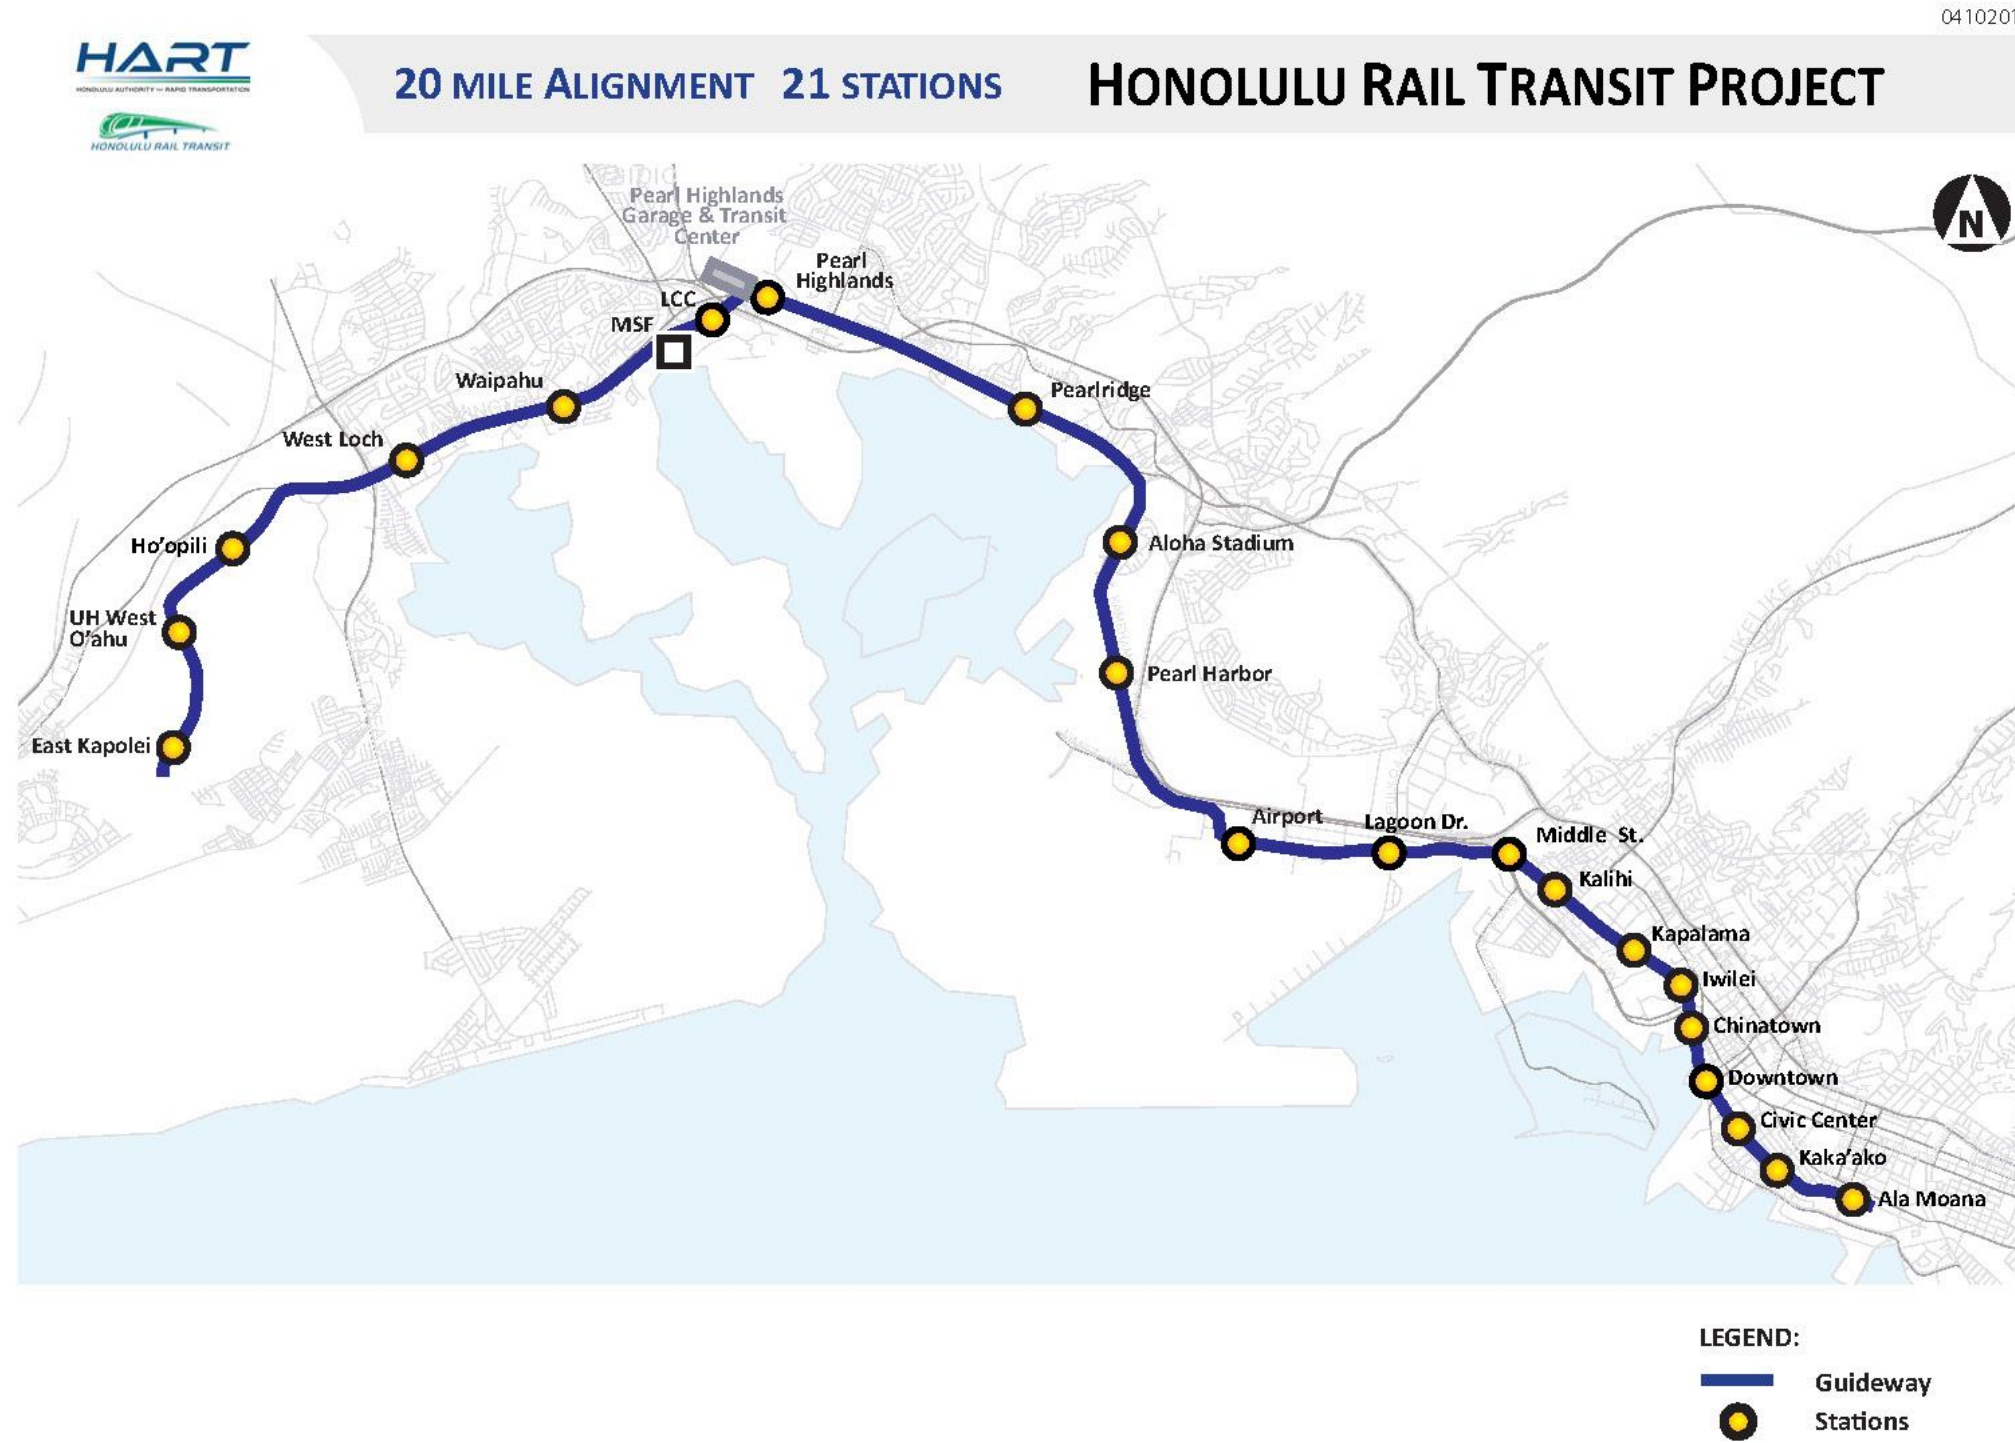 041020
HART
HONOLULU AUTHORITY for RAPID TRANSPORTATION
HONOLULU RAIL TRANSIT
20 MILE ALIGNMENT 21 STATIONS
HONOLULU RAIL TRANSIT PROJECT
N
Pearl Highlands
Garage & Transit
Center
Pearl
Highlands
LCC
MSF
Waipahu
Pearlridge
West Loch
Ho'opili
Aloha Stadium
UH West
O'ahu
Pearl Harbor
East Kapolei
Airport
Lagoon Dr.
Middle St.
Kalihi
Kapalama
Iwilei
Chinatown
Downtown
Civic Center
Kaka'ako
Ala Moana
LEGEND:
Guideway
Stations